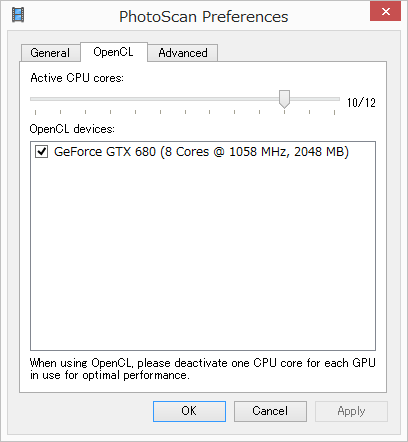 PhotoScan Preferences
General OpenCL Advanced
Active CPU cores:
10/12
OpenCL devices:
GeForce GTX 680 (8 Cores @ 1058 MHz, 2048 MB)
When using OpenCL, please deactivate one CPU core for each GPU
in use for optimal performance.
OK Cancel Apply